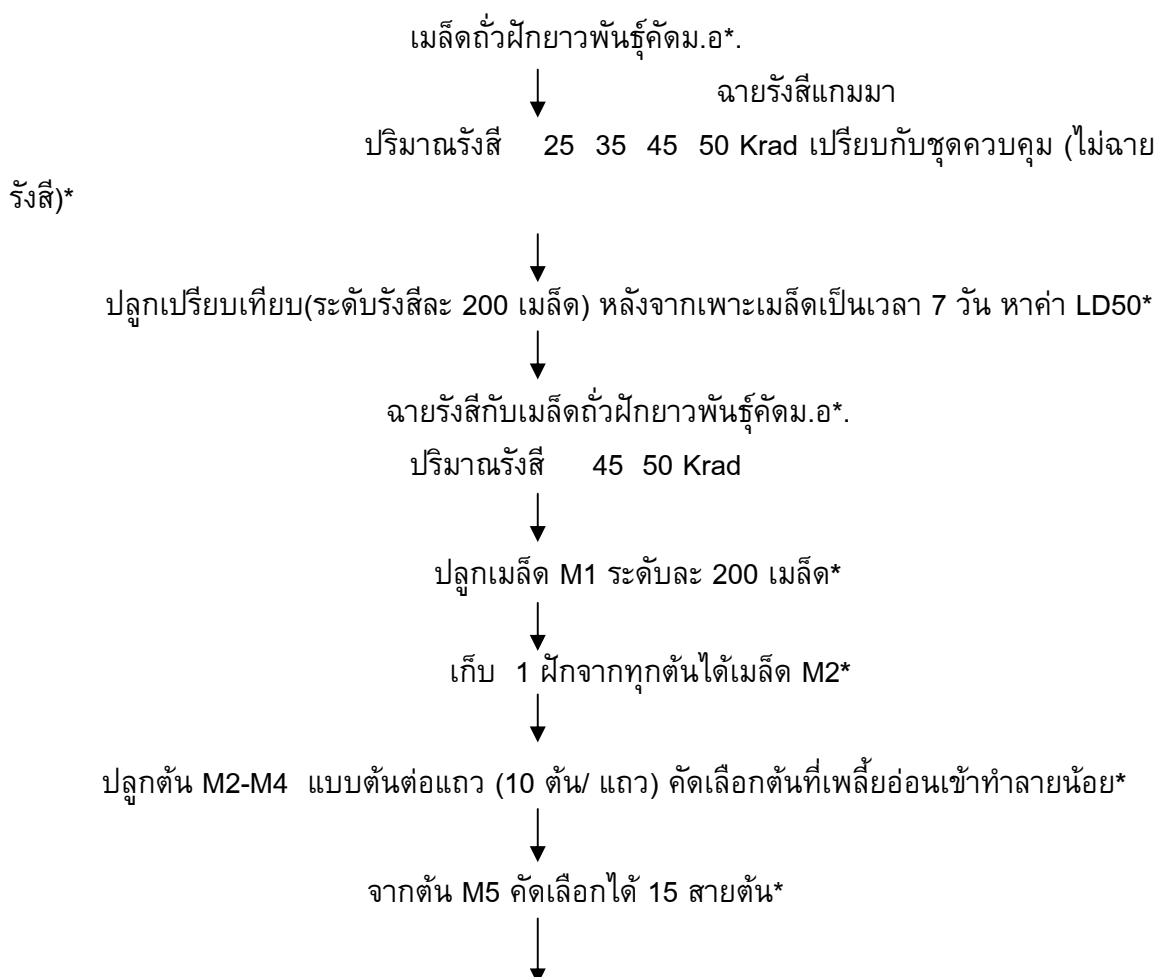 เมล็ดถั่วฝักยาวพันธุ์คัดม.อ*.
ฉายรังสีแกมมา
ปริมาณรังสี 25 35 45 50 Krad เปรียบกับชุดควบคุม (ไม่ฉาย
รังสี)*
ปลูกเปรียบเทียบ(ระดับรังสีละ 200 เมล็ด) หลังจากเพาะเมล็ดเป็นเวลา 7 วัน หาค่า LD50*
ฉายรังสีกับเมล็ดถั่วฝักยาวพันธุ์คัดม.อ*.
ปริมาณรังสี 45 50 Krad
ปลูกเมล็ด M1 ระดับละ 200 เมล็ด*
เก็บ 1 ฝักจากทุกต้นได้เมล็ด M2*
ปลูกต้น M2-M4 แบบต้นต่อแถว (10 ต้น/ แถว) คัดเลือกต้นที่เพลี้ยอ่อนเข้าทำลายน้อย*
จากต้น M5 คัดเลือกได้ 15 สายต้น*